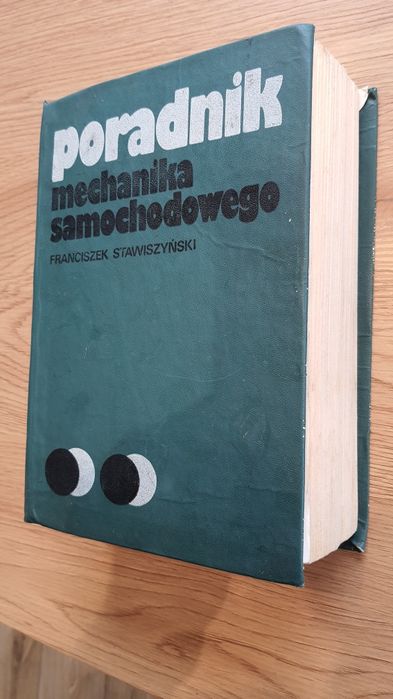 poradnik
mechanika
samochodowego
FRANCISZEK STAWISZYŃSKI